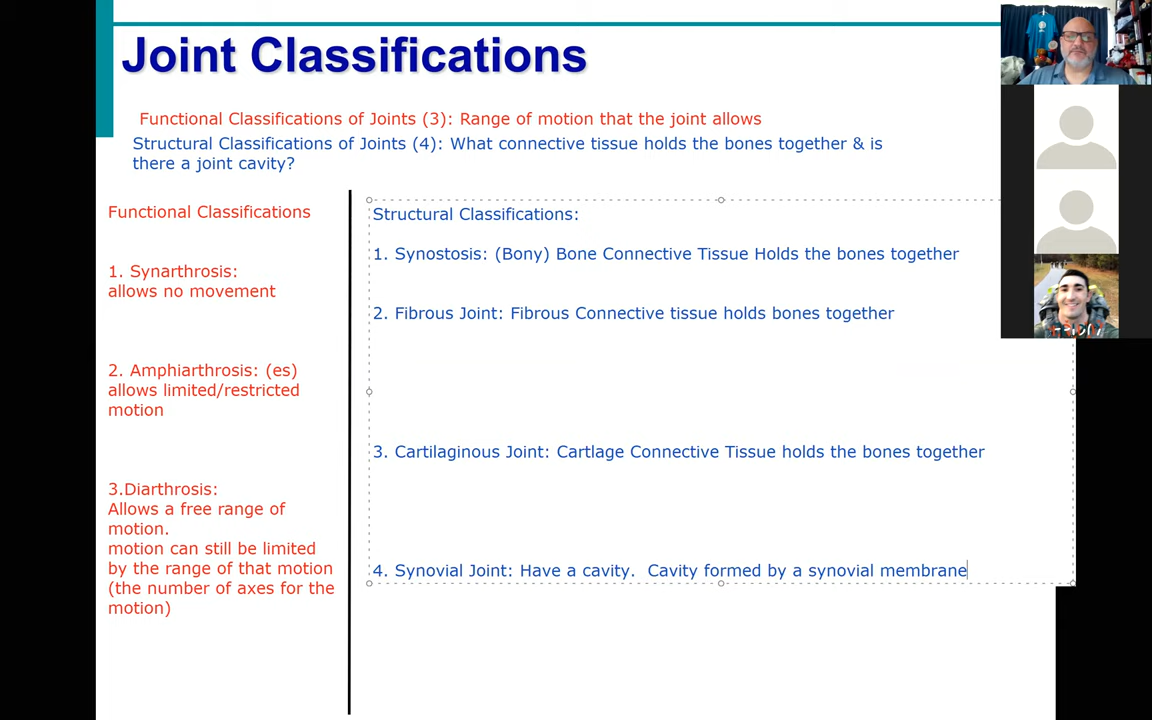 Joint Classifications
Functional Classifications of Joints (3): Range of motion that the joint allows
Structural Classifications of Joints (4): What connective tissue holds the bones together & is
there a joint cavity?
Functional Classifications
1. Synarthrosis:
allows no movement
2. Amphiarthrosis: (es)
allows limited/restricted
motion
3.Diarthrosis:
Allows a free range of
motion.
motion can still be limited
by the range of that motion
(the number of axes for the
motion)
Structural Classifications:
1. Synostosis: (Bony) Bone Connective Tissue Holds the bones together
2. Fibrous Joint: Fibrous Connective tissue holds bones together
3. Cartilaginous Joint: Cartlage Connective Tissue holds the bones together
4. Synovial Joint: Have a cavity.  Cavity formed by a synovial membrane